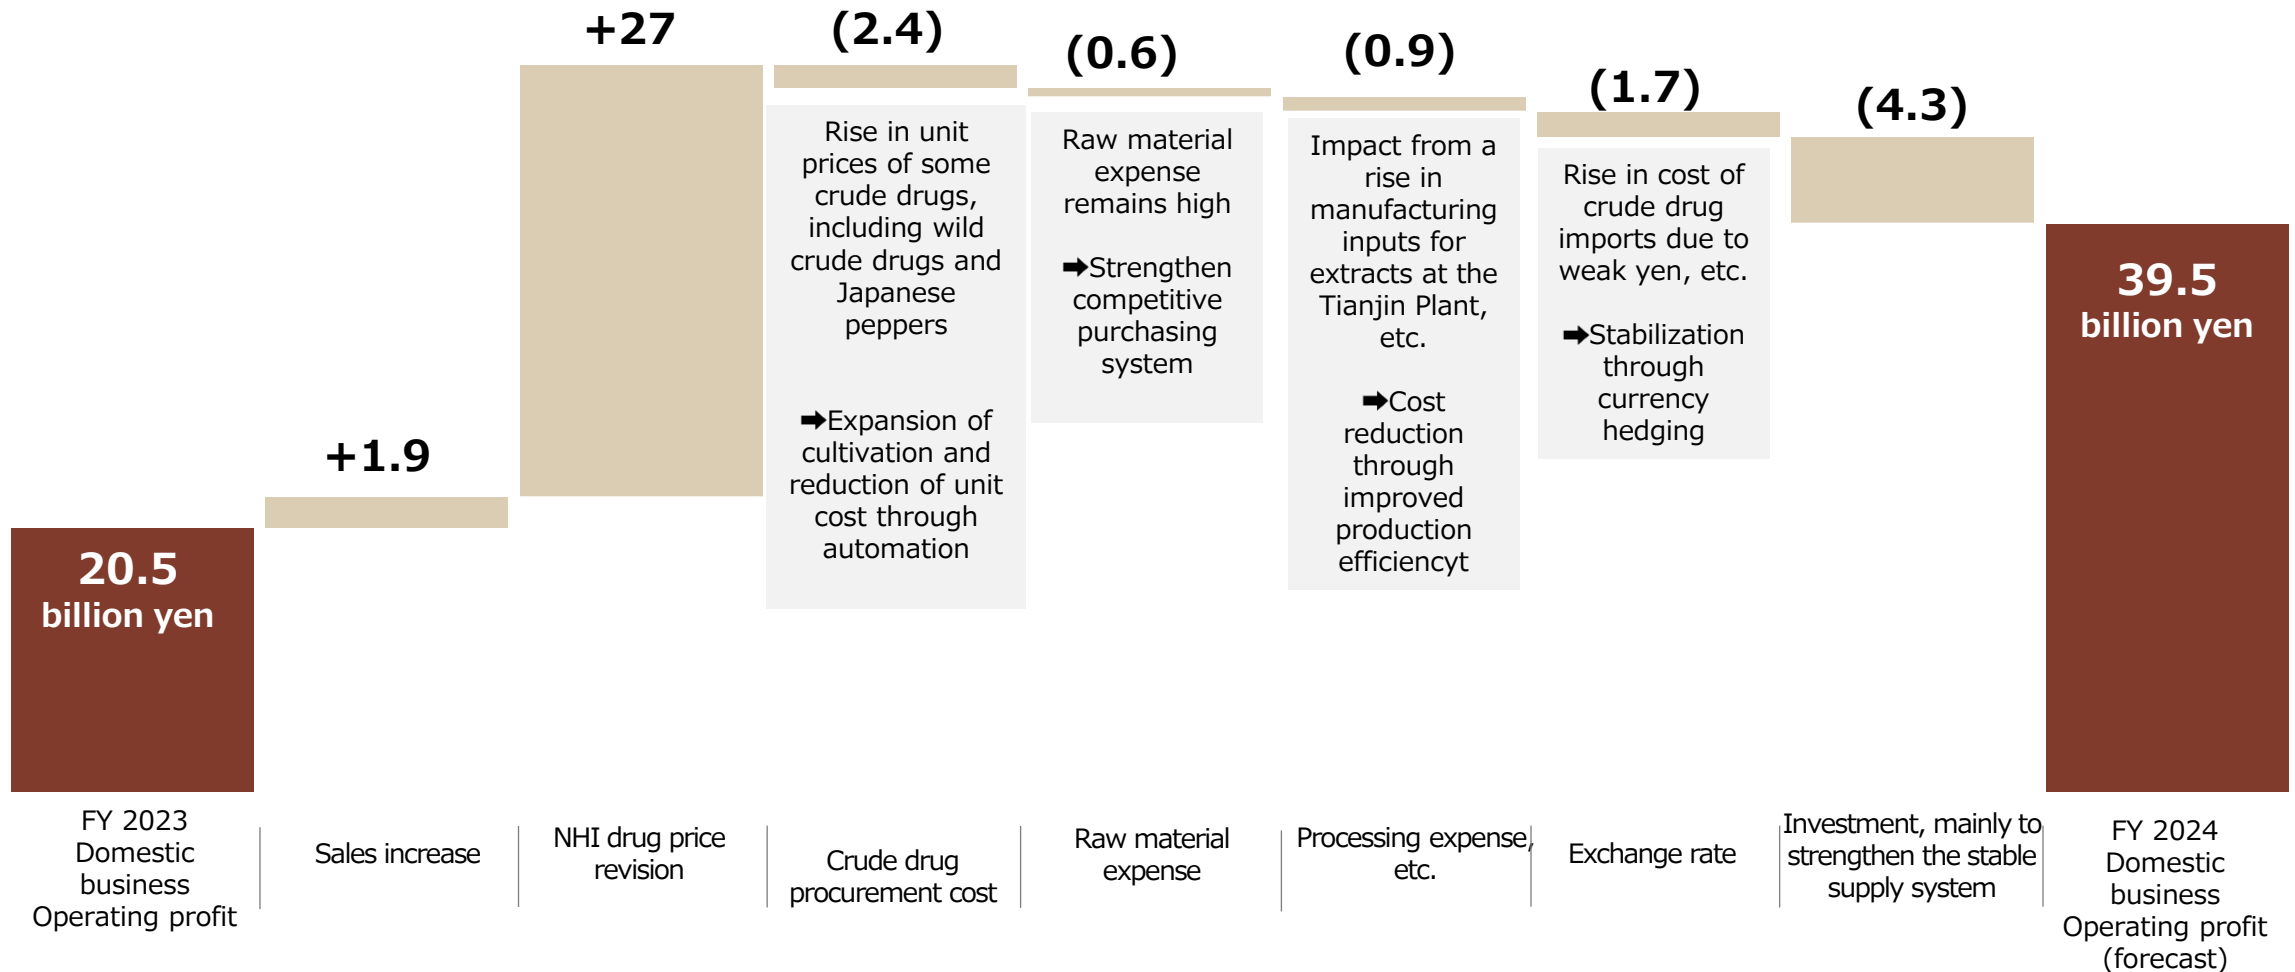 +27
(2.4)
(0.6)
(0.9)
(1.7)
(4.3)
+1.9
20.5
billion yen
Rise in unit
prices of some
crude drugs,
including wild
crude drugs and
Japanese
peppers
➡Expansion of
cultivation and
reduction of unit
cost through
automation
Raw material
expense
remains high
➡Strengthen
competitive
purchasing
system
Impact from a
rise in
manufacturing
inputs for
extracts at the
Tianjin Plant,
etc.
➡Cost
reduction
through
improved
production
efficiencyt
Rise in cost of
crude drug
imports due to
weak yen, etc.
➡Stabilization
through
currency
hedging
39.5
billion yen
FY 2023
Domestic
business
Operating profit
Sales increase
NHI drug price
revision
Crude drug
procurement cost
Raw material
expense
Processing expense,
etc.
Exchange rate
Investment, mainly to
strengthen the stable
supply system
FY 2024
Domestic
business
Operating profit
(forecast)